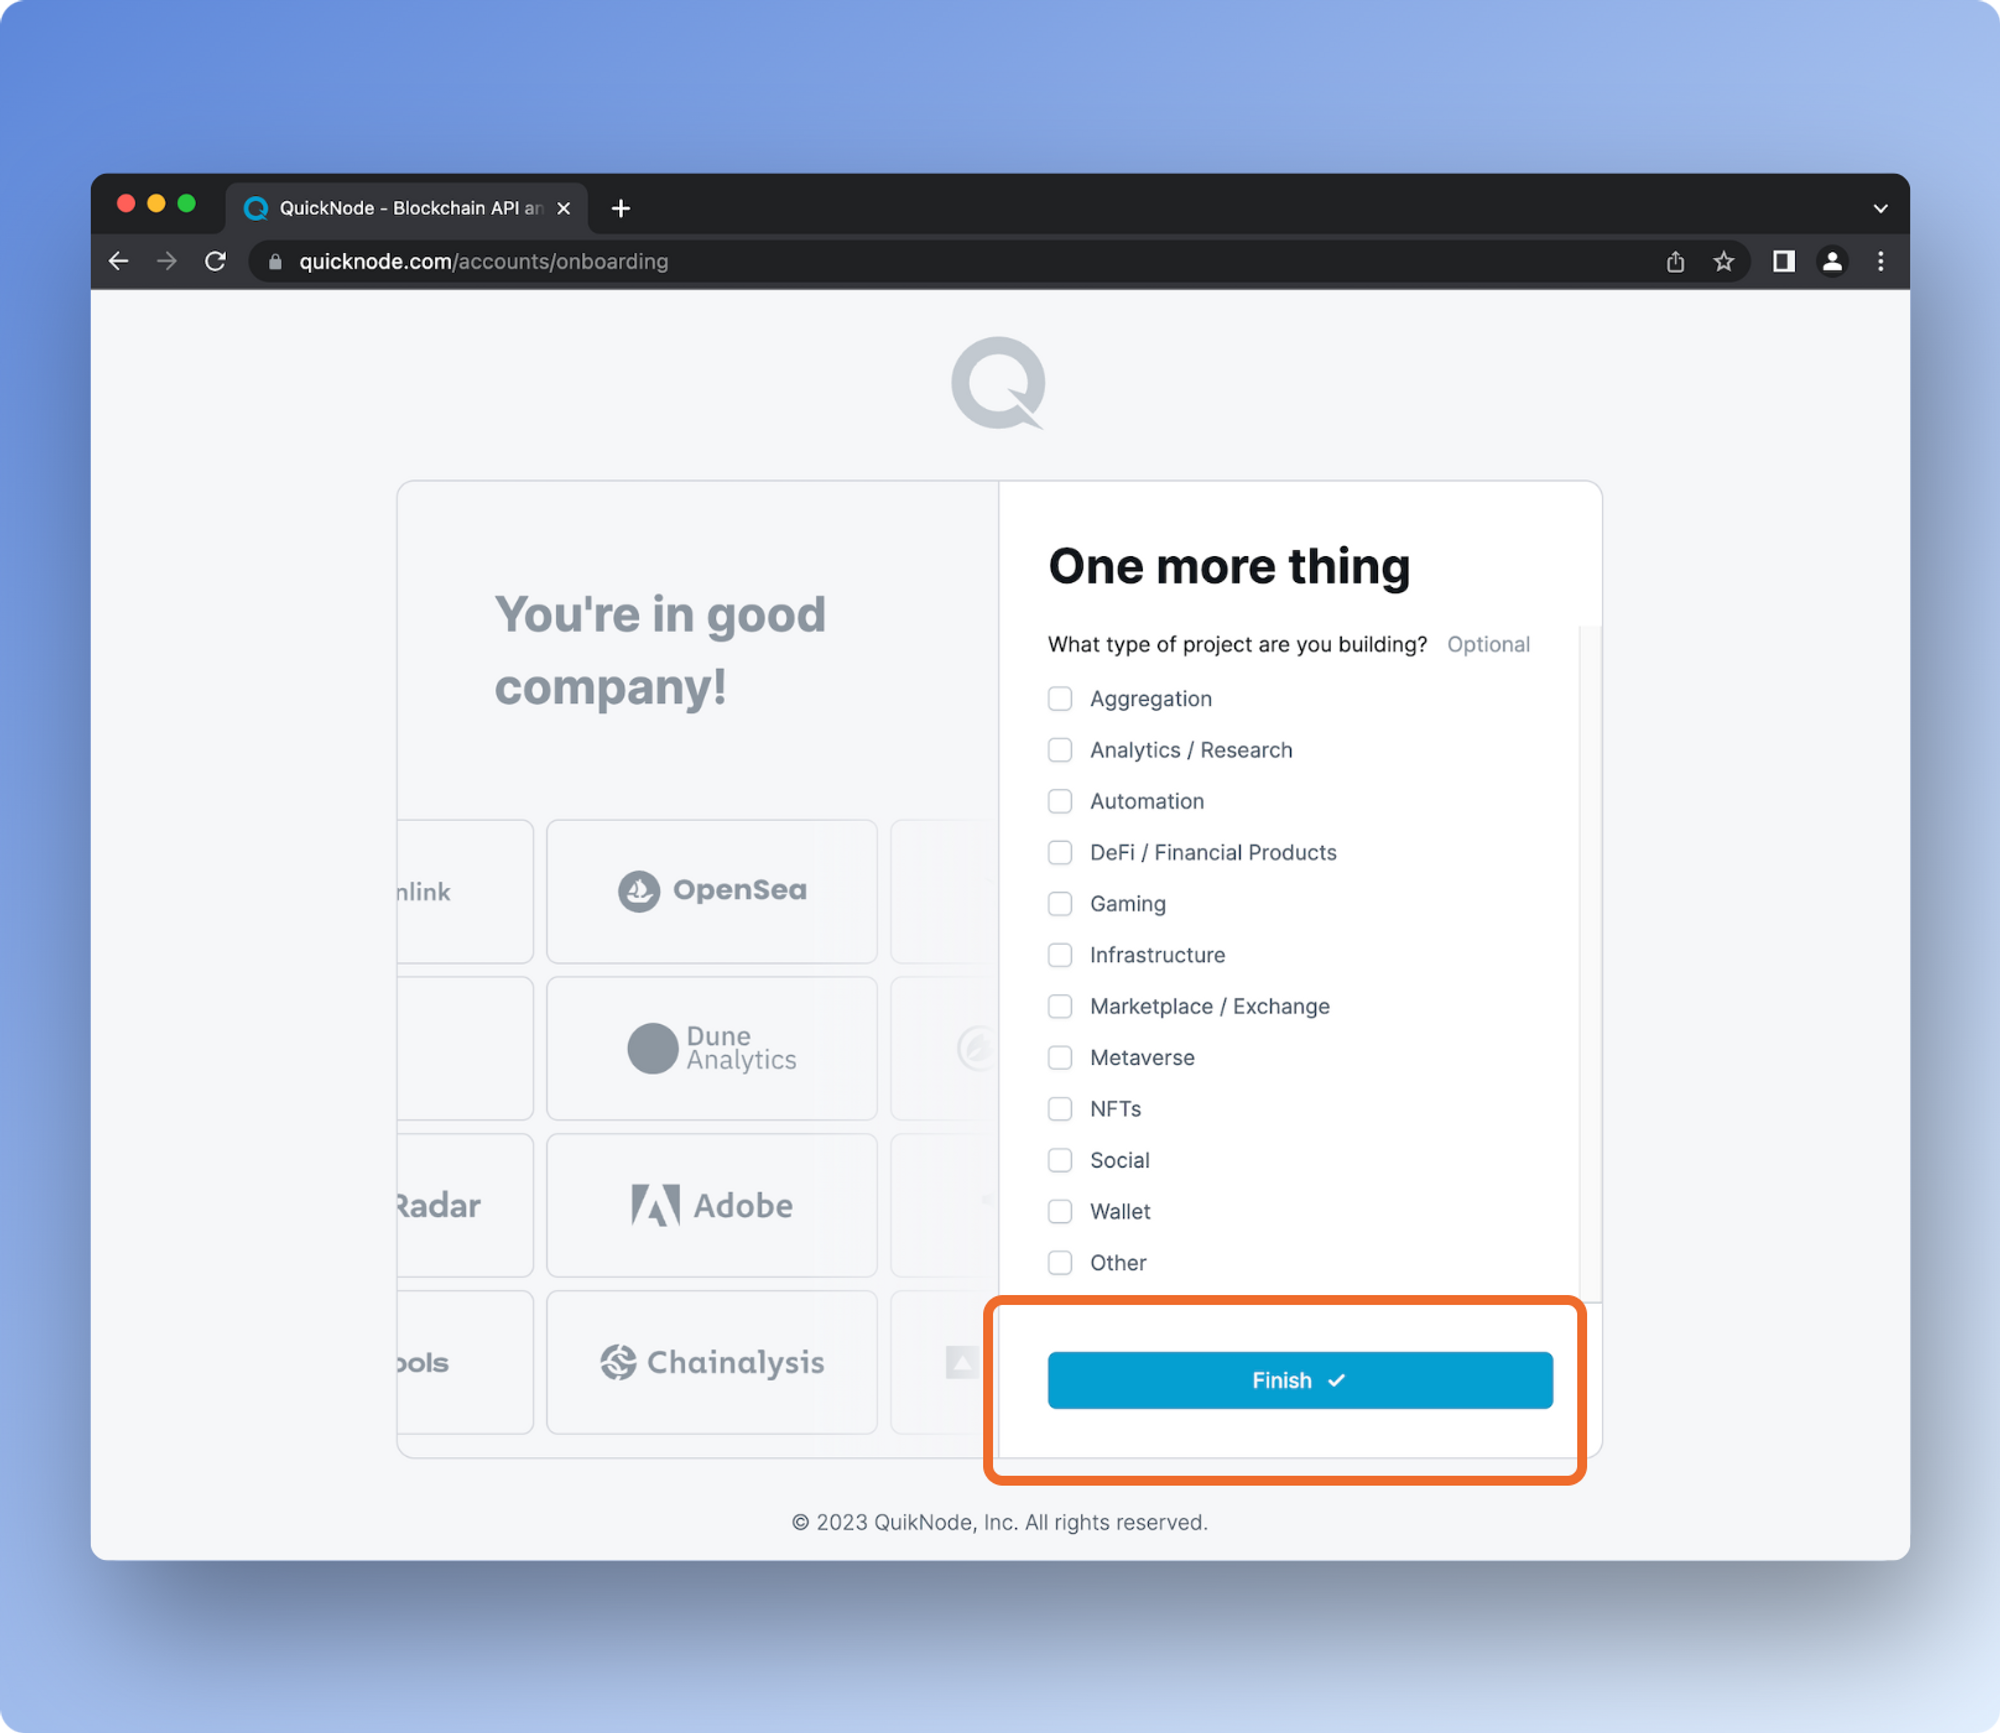 QuickNode - Blockchain API an
quicknode.com/accounts/onboarding
You're in good
company!
nlink
OpenSea
Dune
Analytics
Radar
Adobe
ools
Chainalysis
One more thing
What type of project are you building? Optional
Aggregation
Analytics / Research
Automation
DeFi / Financial Products
Gaming
Infrastructure
Marketplace / Exchange
Metaverse
NFTs
Social
Wallet
Other
Finish
© 2023 QuikNode, Inc. All rights reserved.